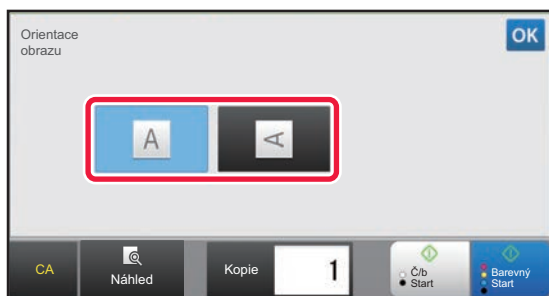 Orientace
obrazu
OK
A
A
CA
Náhled
Kopie
1
Č/b
Start
Barevný
Start